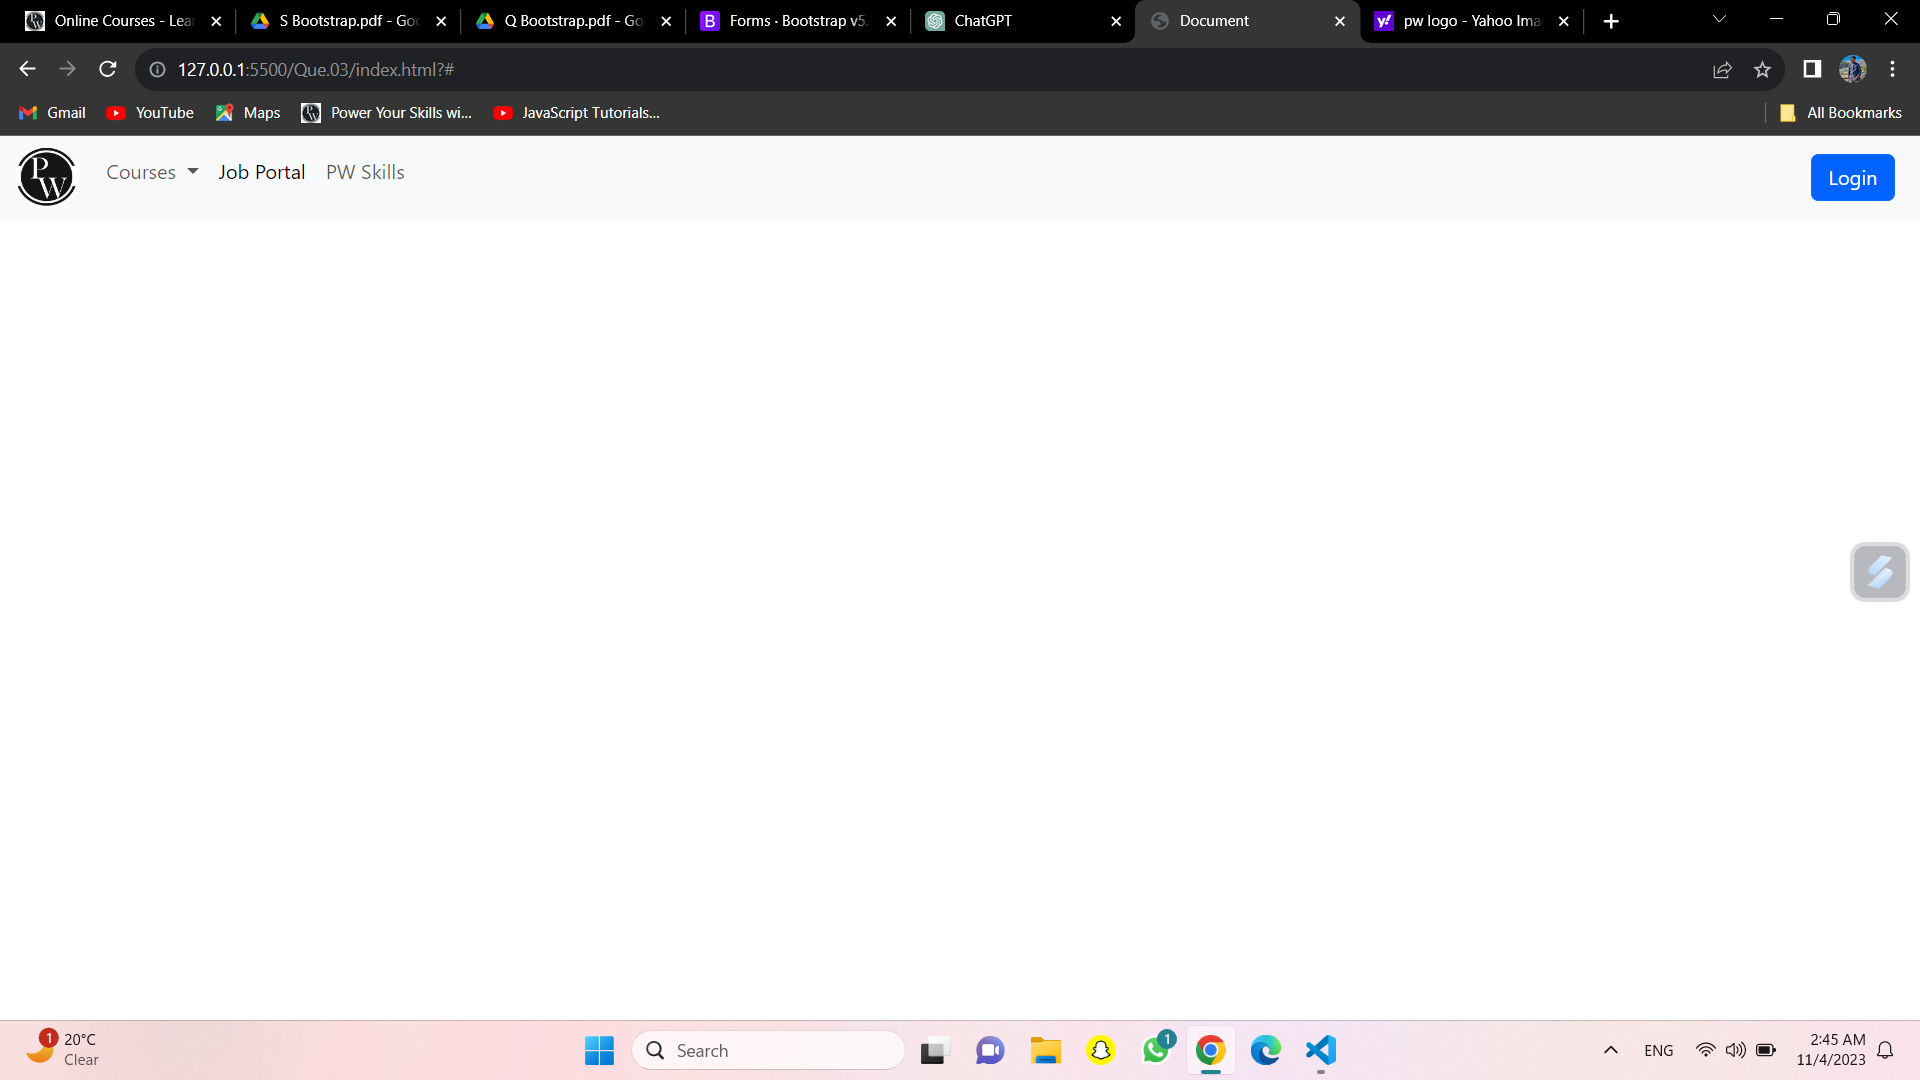 Online Courses - Lear
S Bootstrap.pdf - Goo
Q Bootstrap.pdf - Go
B Forms · Bootstrap v5.
ChatGPT
Document
y! pw logo - Yahoo Ima
127.0.0.1:5500/Que.03/index.html?#
Gmail
YouTube
Maps
Power Your Skills wi...
JavaScript Tutorials...
All Bookmarks
PW
Courses
Job Portal
PW Skills
Login
1
20°C
Clear
Search
1
ENG
2:45 AM
11/4/2023